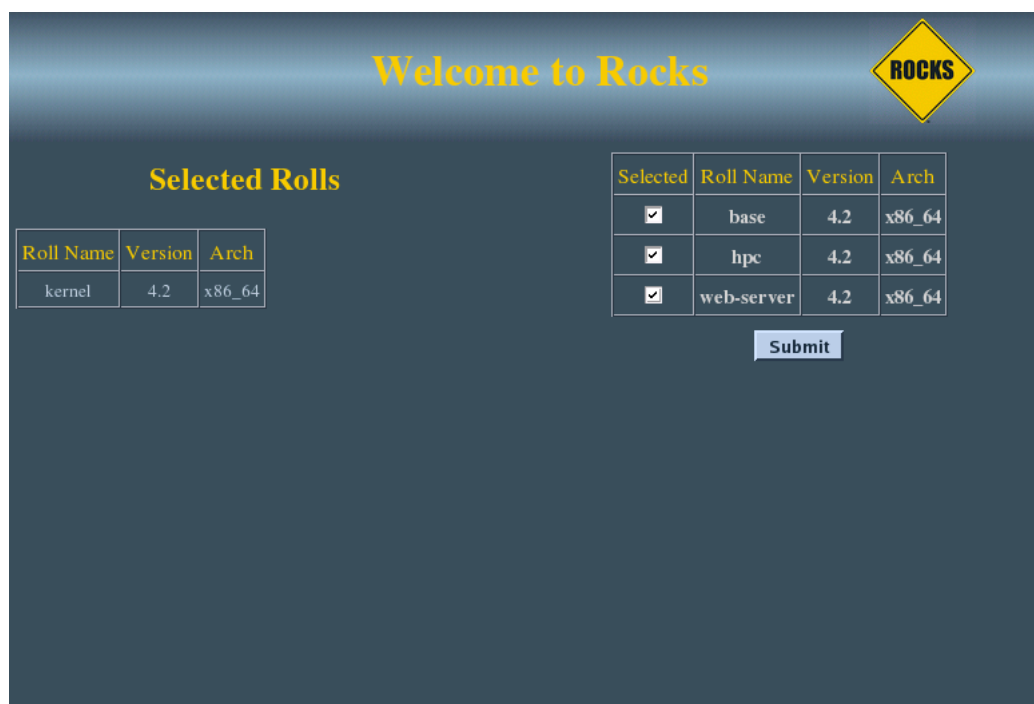 Welcome to Rocks
ROCKS
Selected Rolls
Roll Name Version Arch
kernel 4.2 x86_64
Selected Roll Name Version Arch
base 4.2 x86_64
hpc 4.2 x86_64
web-server 4.2 x86_64
Submit